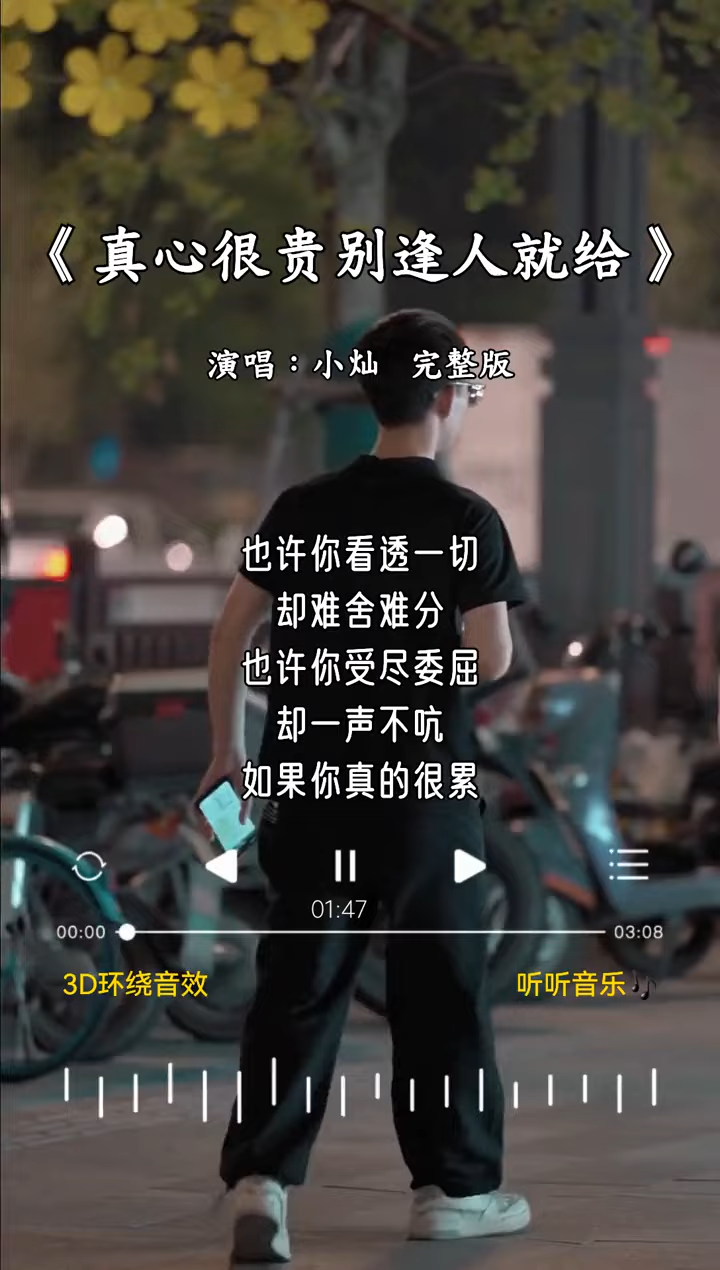 《真心很贵别逢人就给》
演唱：小灿 完整版
也许你看透一切
却难舍难分
也许你受尽委屈
却一声不吭
如果你真的很累
01:47
00:00 03:08
3D环绕音效 听听音乐🎶